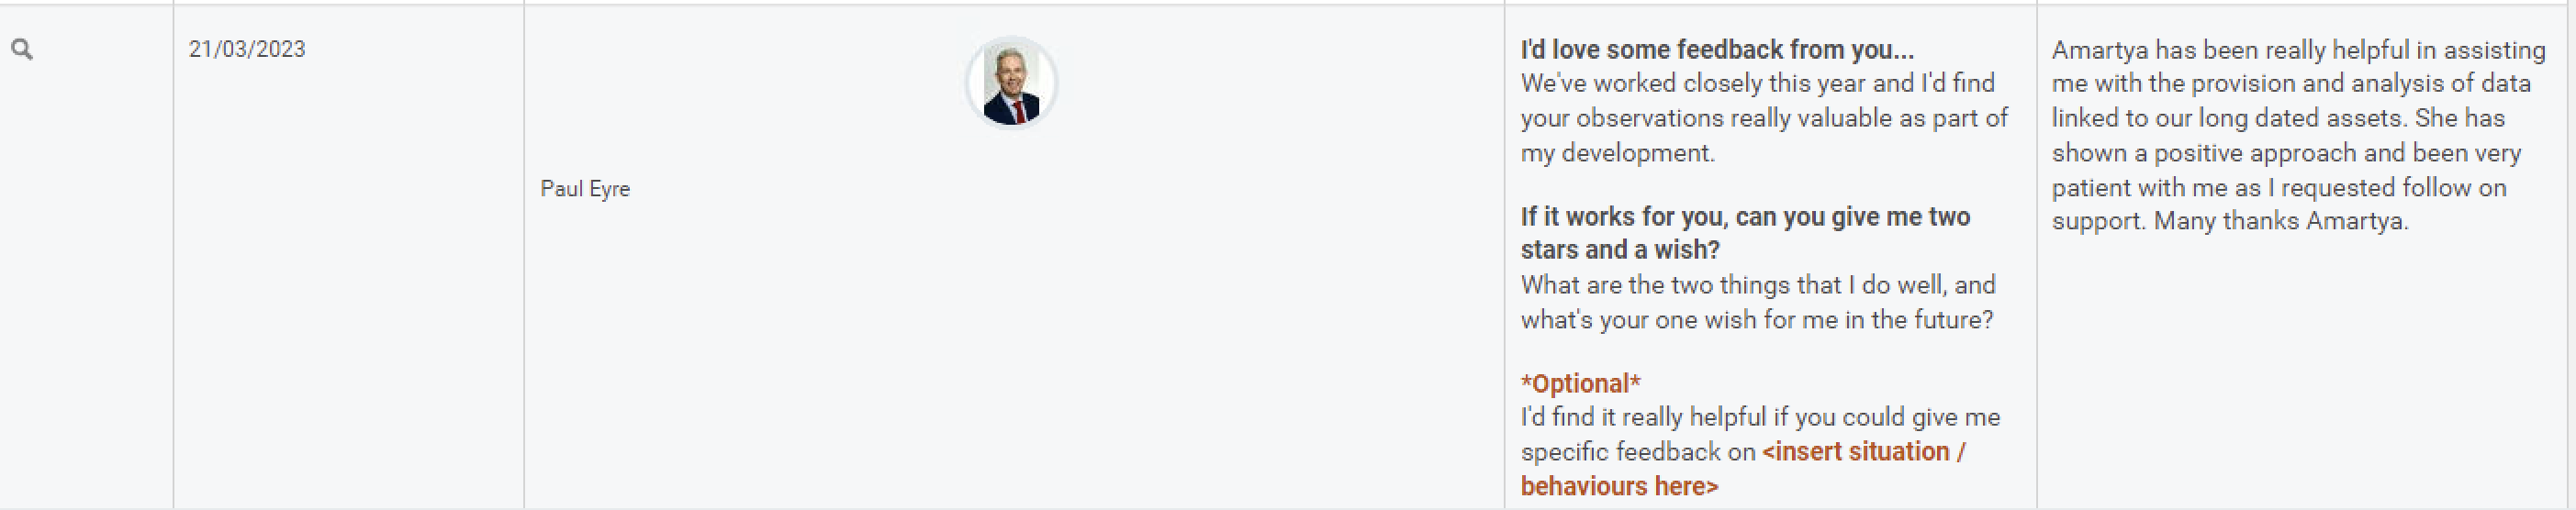 21/03/2023
Paul Eyre
I'd love some feedback from you...
We've worked closely this year and I'd find
your observations really valuable as part of
my development.
If it works for you, can you give me two
stars and a wish?
What are the two things that I do well, and
what's your one wish for me in the future?
*Optional*
I'd find it really helpful if you could give me
specific feedback on <insert situation /
behaviours here>
Amartya has been really helpful in assisting
me with the provision and analysis of data
linked to our long dated assets. She has
shown a positive approach and been very
patient with me as I requested follow on
support. Many thanks Amartya.